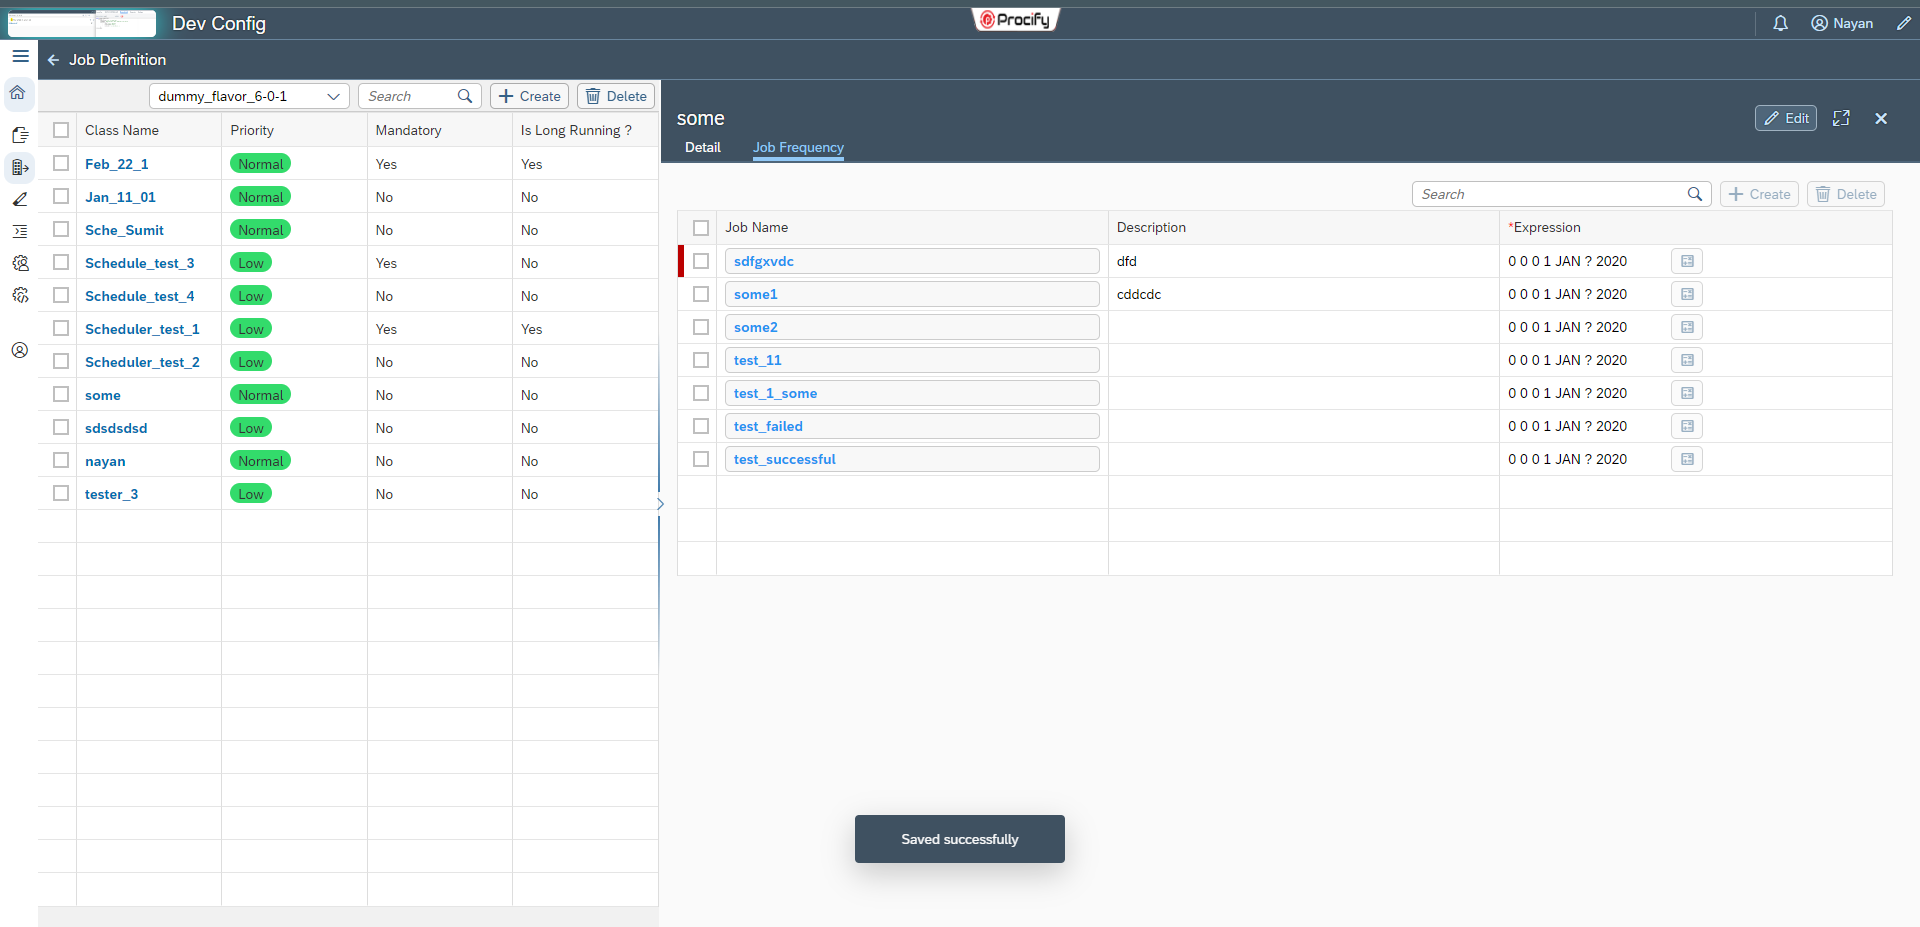 Dev Config
Procify
Nayan
Job Definition
dummy_flavor_6-0-1
Search
Create
Delete
Class Name Priority Mandatory Is Long Running ?
Feb_22_1 Normal Yes Yes
Jan_11_01 Normal No No
Sche_Sumit Normal No No
Schedule_test_3 Low Yes No
Schedule_test_4 Low No No
Scheduler_test_1 Low Yes Yes
Scheduler_test_2 Low No No
some Normal No No
sdsdsdsd Low No No
nayan Normal No No
tester_3 Low No No
some
Edit
Detail Job Frequency
Search
Create
Delete
Job Name Description *Expression
sdfgxvdc dfd 0 0 0 1 JAN ? 2020
some1 cddcdc 0 0 0 1 JAN ? 2020
some2 0 0 0 1 JAN ? 2020
test_11 0 0 0 1 JAN ? 2020
test_1_some 0 0 0 1 JAN ? 2020
test_failed 0 0 0 1 JAN ? 2020
test_successful 0 0 0 1 JAN ? 2020
Saved successfully